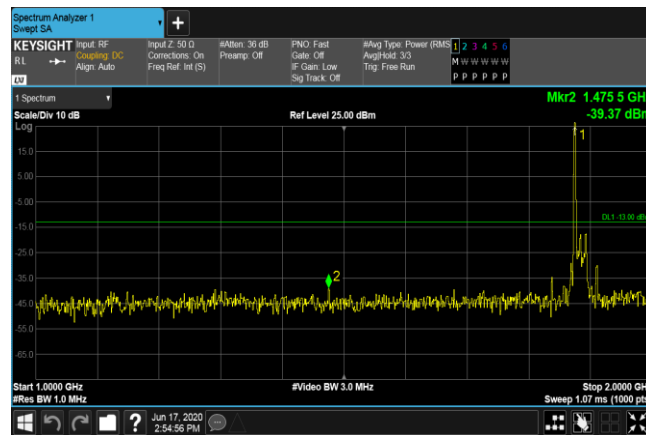 Spectrum Analyzer 1
Swept SA
+
KEYSIGHT Input: RF Input Z: 50 Ω #Atten: 36 dB PNO: Fast #Avg Type: Power (RMS 1 2 3 4 5 6
RL Coupling: DC Corrections: On Preamp: Off Gate: Off Avg|Hold: 3/3 M W W W W W
Align: Auto Freq Ref: Int (S) IF Gain: Low Trig: Free Run
Sig Track: Off P P P P P P
LXI
1 Spectrum
Mkr2 1.475 5 GH
Scale/Div 10 dB Ref Level 25.00 dBm -39.37 dBm
Log
15.0
5.00
-5.00
-15.0
-25.0
-35.0
-45.0
-55.0
-65.0
1
DL1 -13.00 dB
2
Start 1.0000 GHz #Video BW 3.0 MHz Stop 2.0000 GH
#Res BW 1.0 MHz Sweep 1.07 ms (1000 pts
? Jun 17, 2020
2:54:56 PM